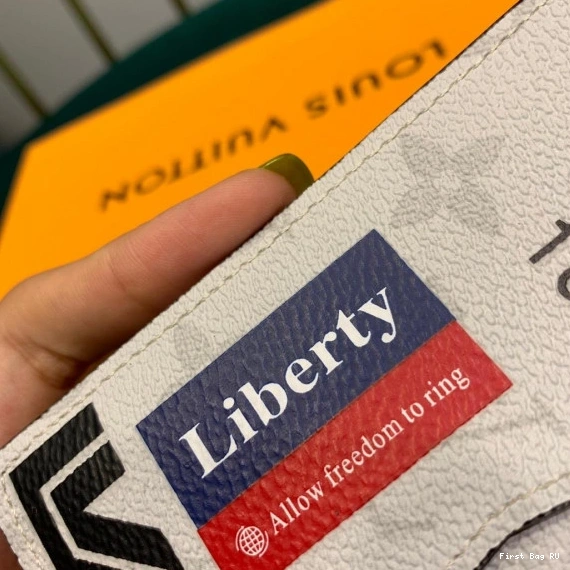 LOUIS VUITTON
Liberty
Allow freedom to ring
First Bag RU